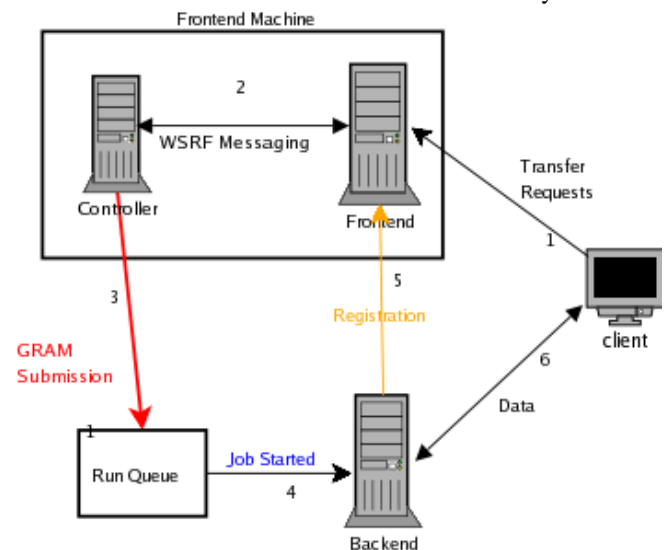 Frontend Machine
2
WSRF Messaging
Controller
Frontend
Transfer
Requests
1
3
5
Registration
client
GRAM
Submission
6
Data
1
Run Queue
Job Started
4
Backend